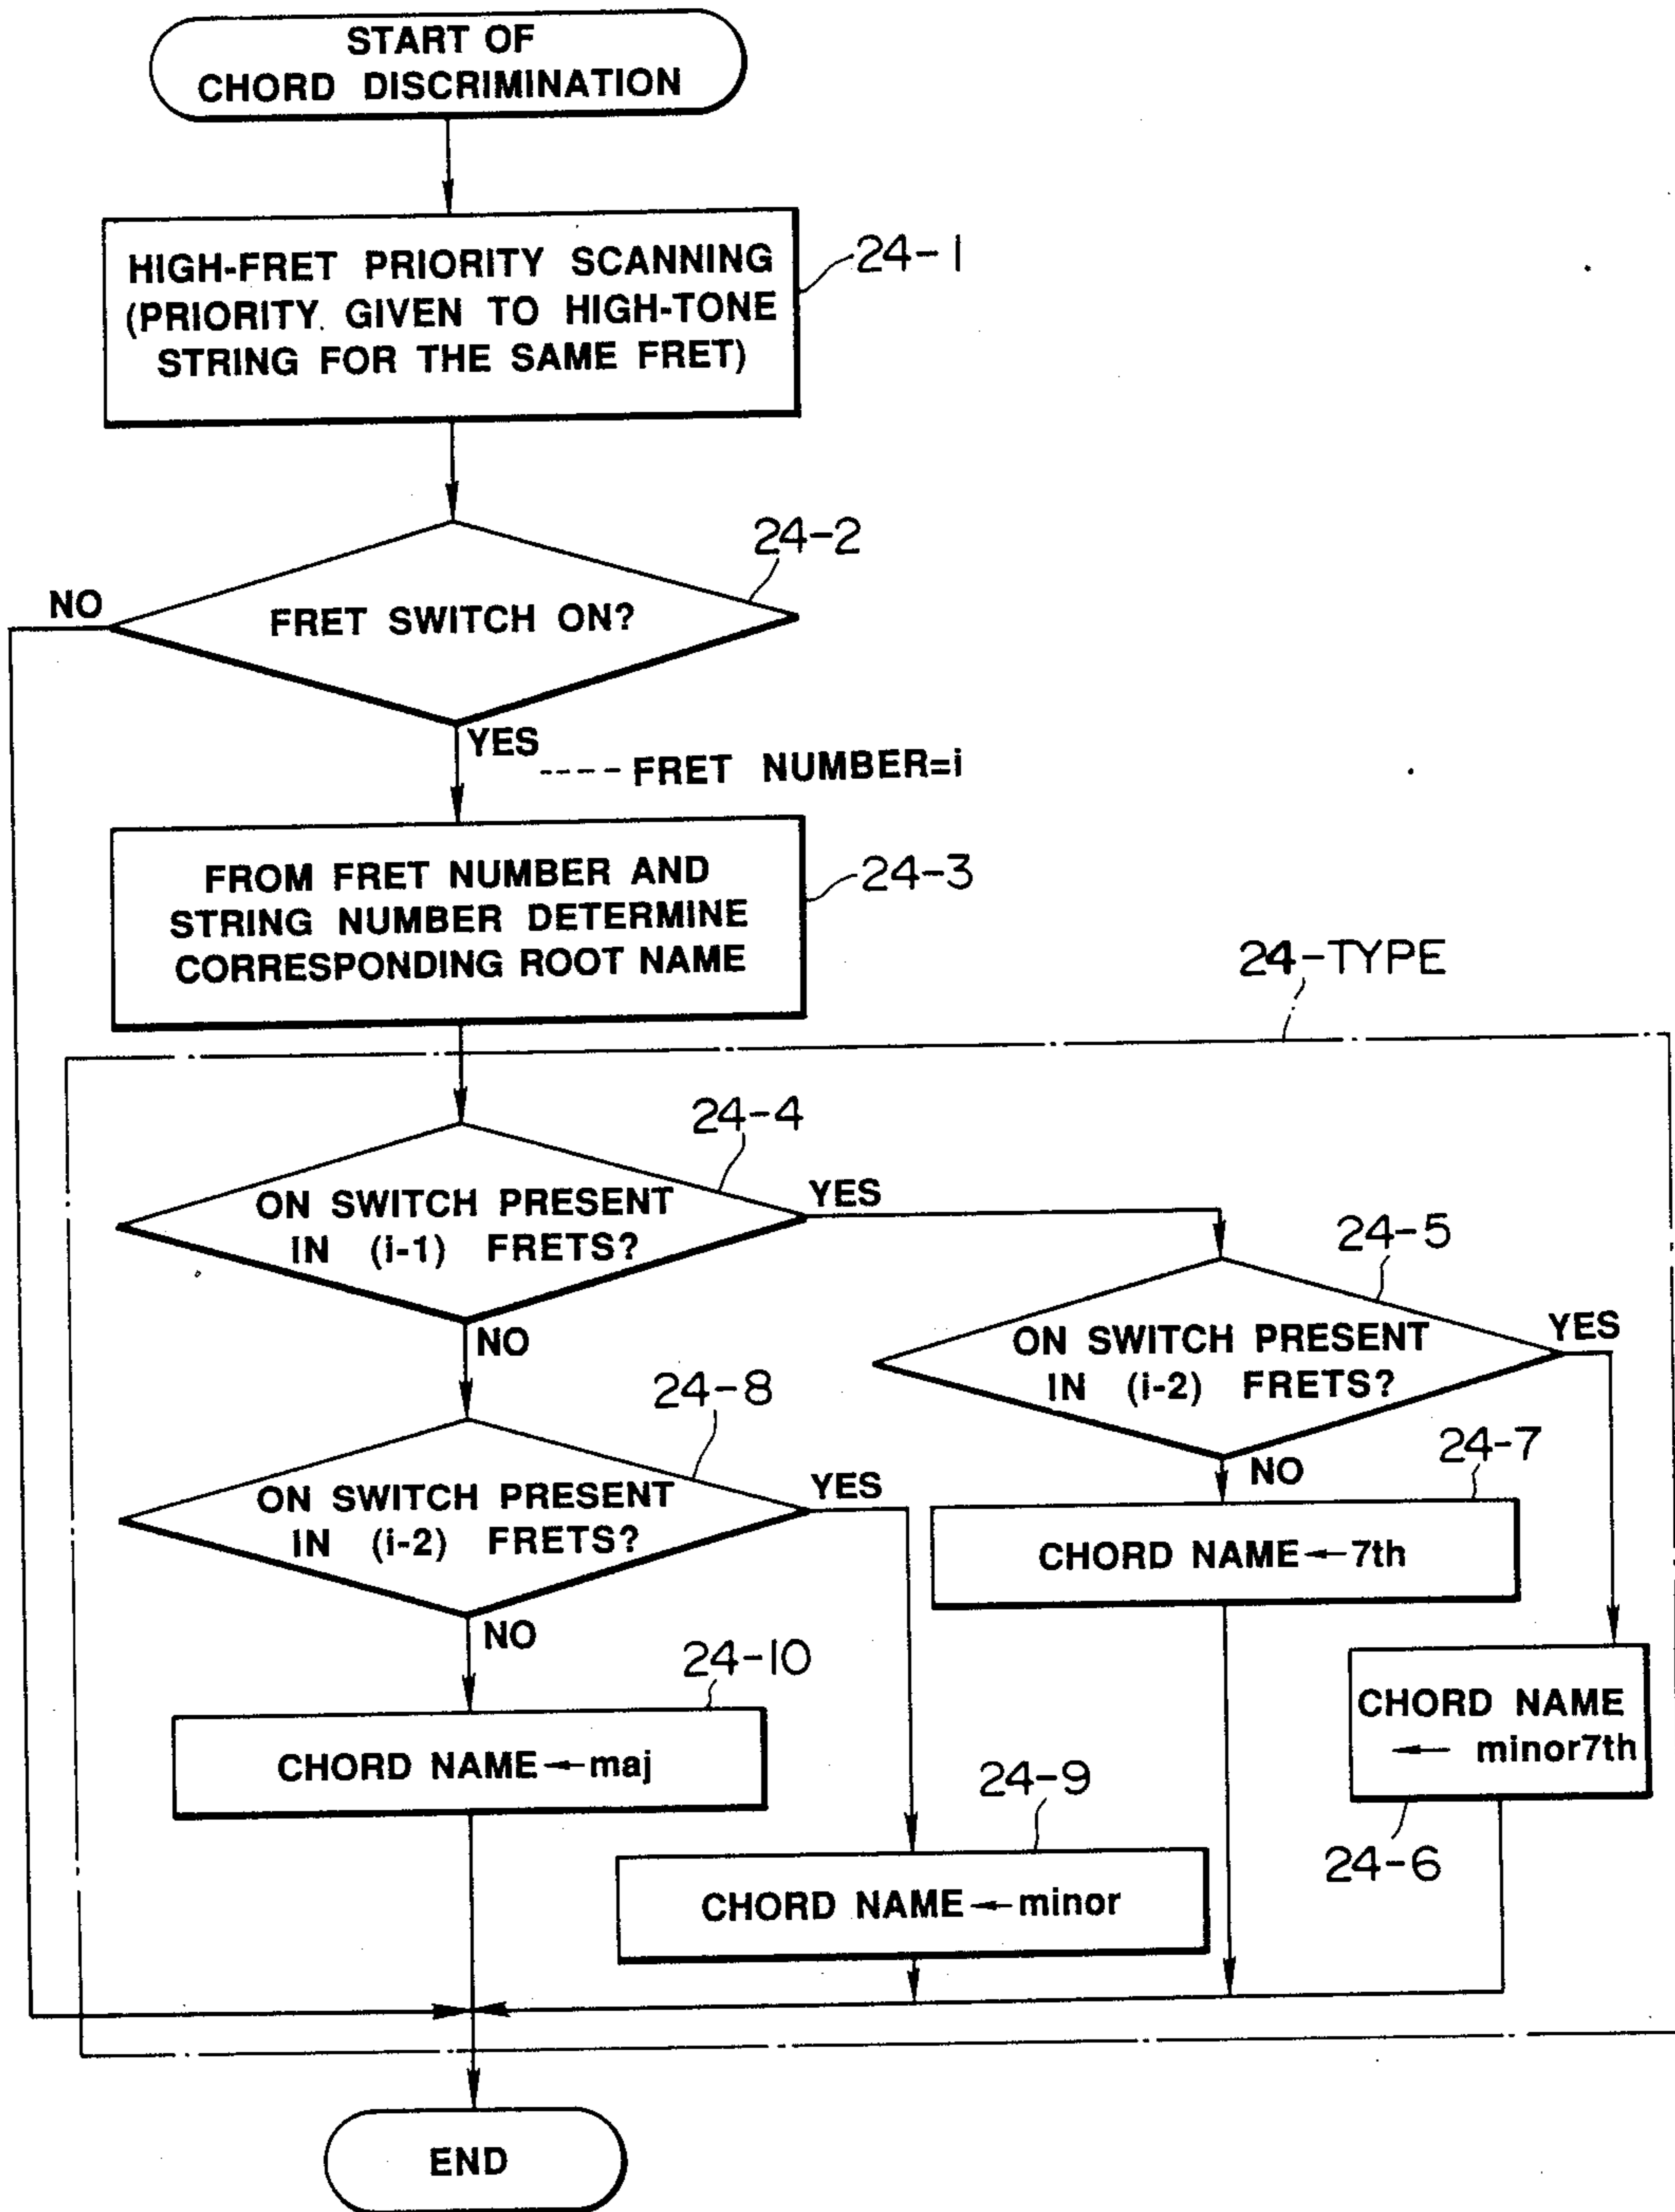 START OF
CHORD DISCRIMINATION
HIGH-FRET PRIORITY SCANNING
(PRIORITY. GIVEN TO HIGH-TONE
STRING FOR THE SAME FRET)
24-1
24-2
NO
FRET SWITCH ON?
YES
---- FRET NUMBER=i
FROM FRET NUMBER AND
STRING NUMBER DETERMINE
CORRESPONDING ROOT NAME
24-3
24-TYPE
24-4
ON SWITCH PRESENT
IN (i-1) FRETS?
YES
NO
24-5
ON SWITCH PRESENT
IN (i-2) FRETS?
YES
NO
24-8
ON SWITCH PRESENT
IN (i-2) FRETS?
YES
NO
24-7
CHORD NAME←7th
24-10
CHORD NAME←maj
CHORD NAME
← minor7th
24-6
24-9
CHORD NAME←minor
END